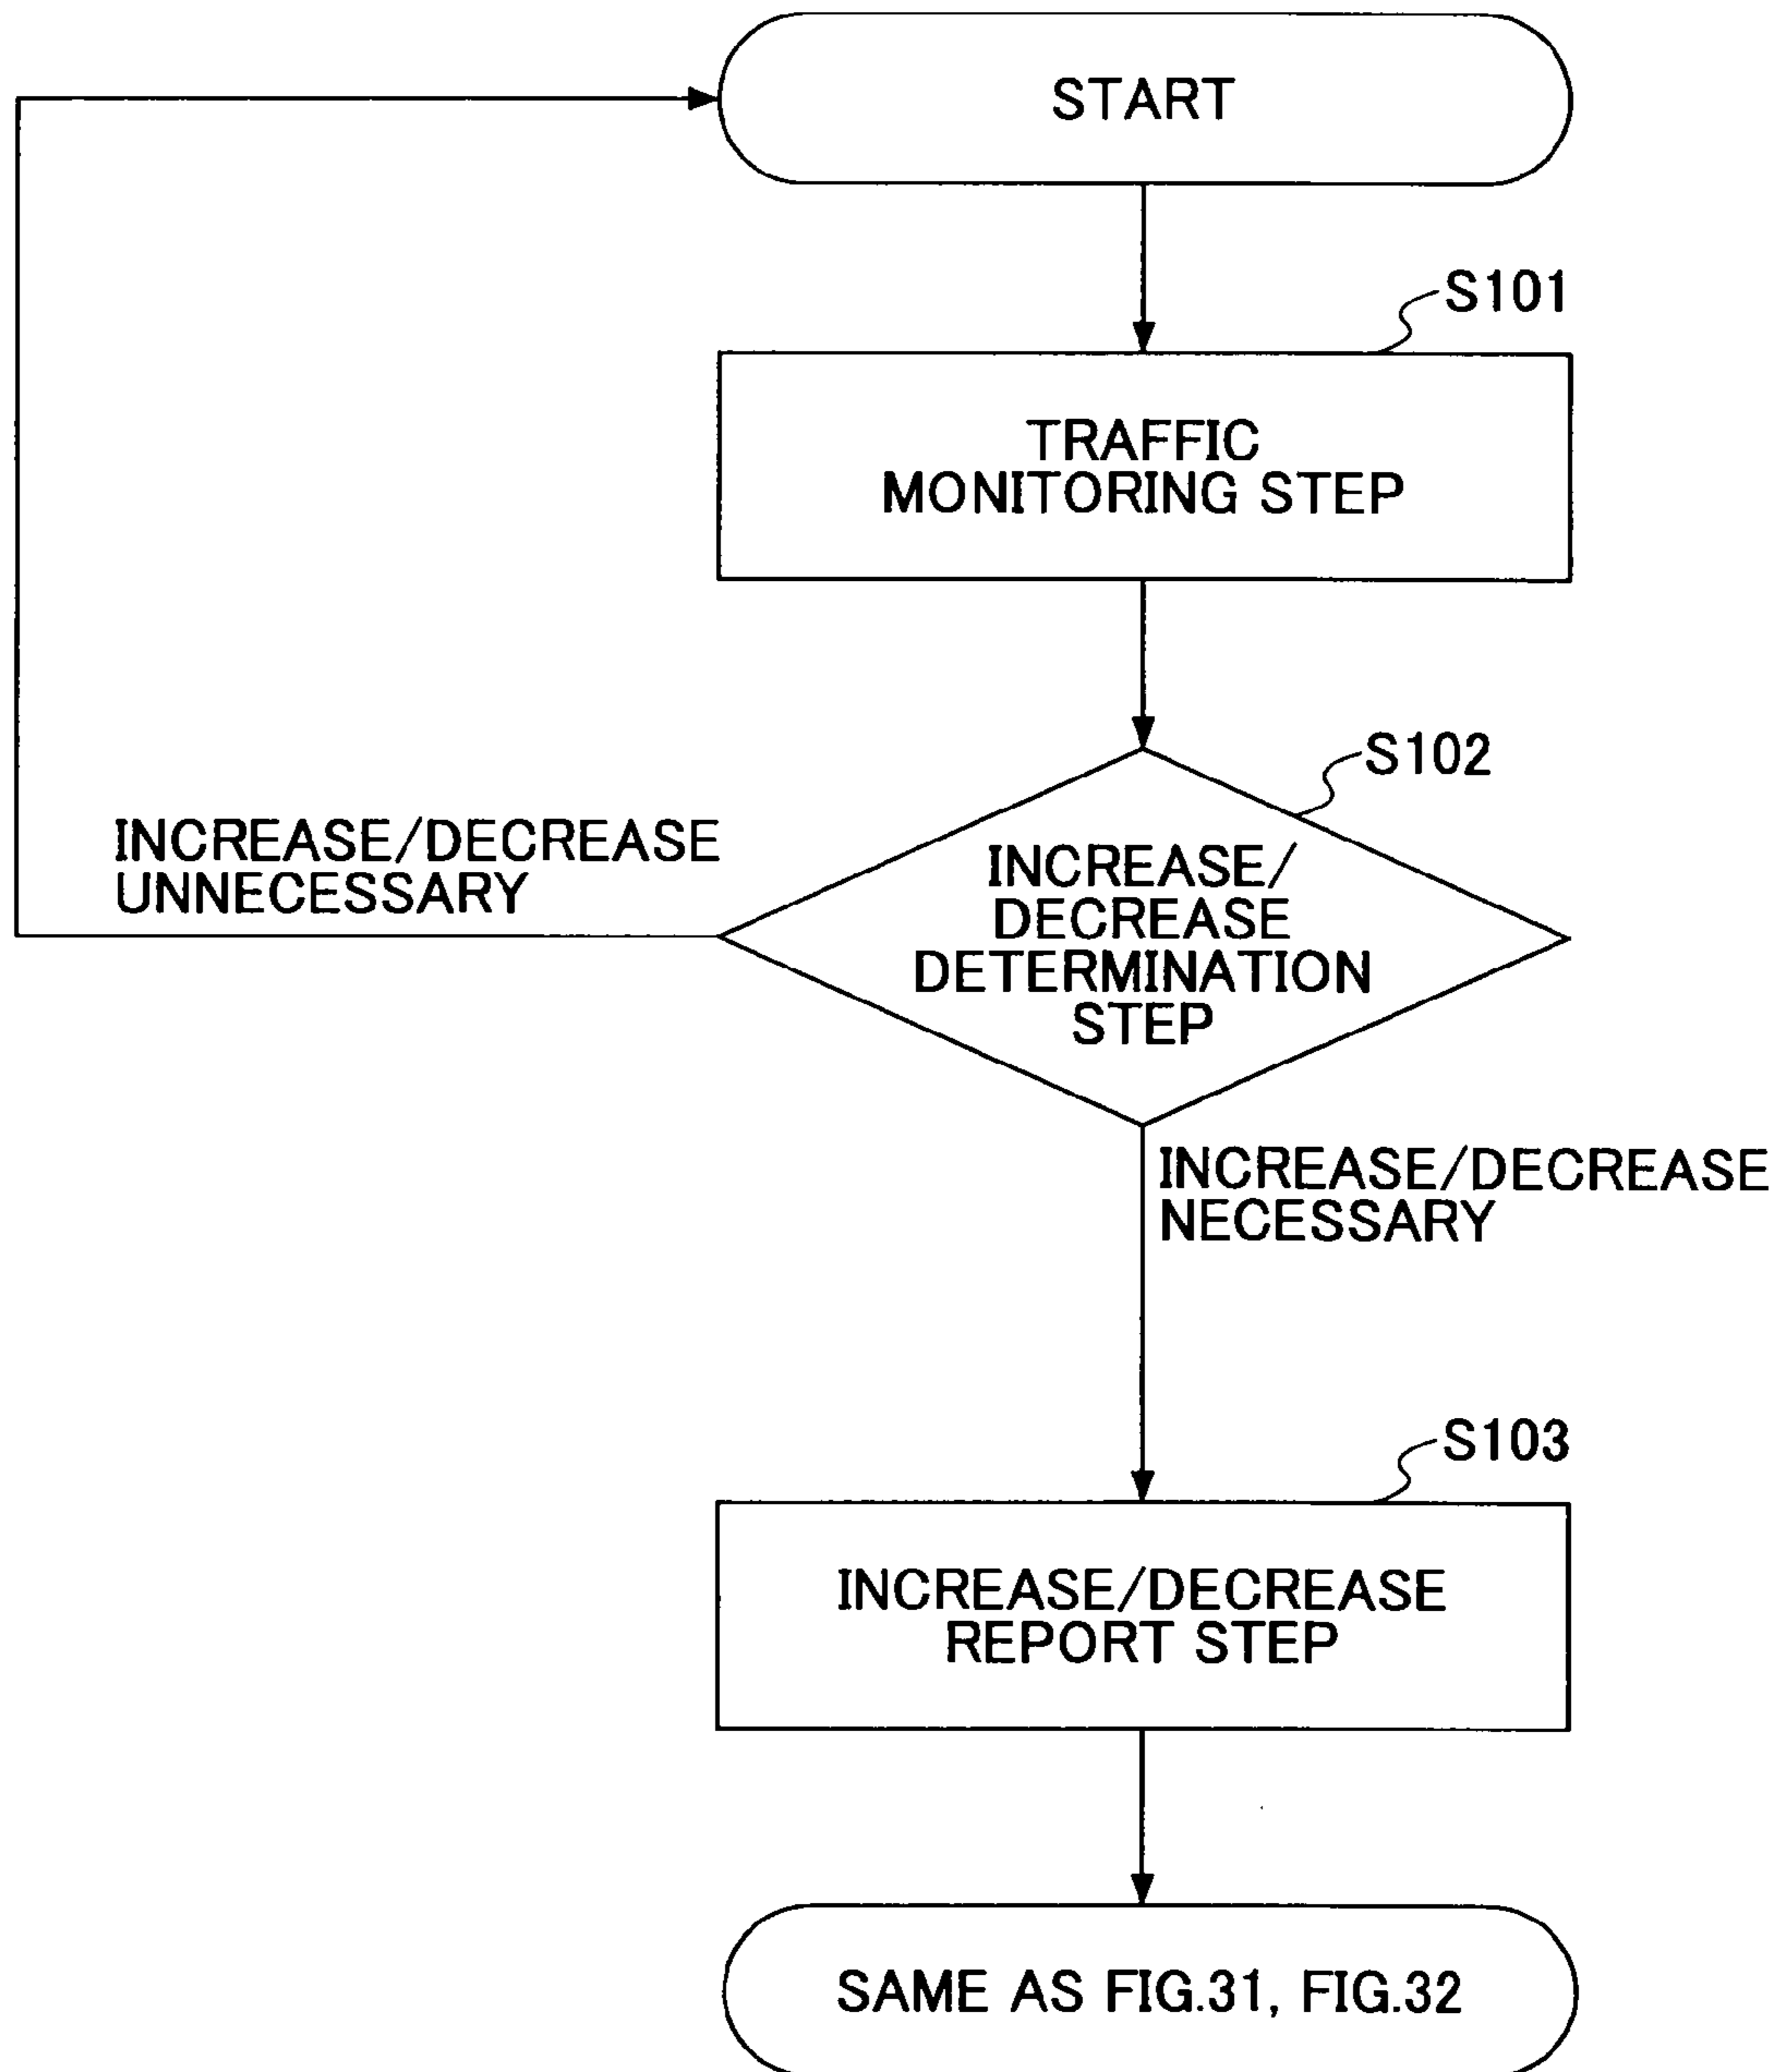 START
S101
TRAFFIC
MONITORING STEP
S102
INCREASE/DECREASE
UNNECESSARY
INCREASE/
DECREASE
DETERMINATION
STEP
INCREASE/DECREASE
NECESSARY
S103
INCREASE/DECREASE
REPORT STEP
SAME AS FIG.31, FIG.32